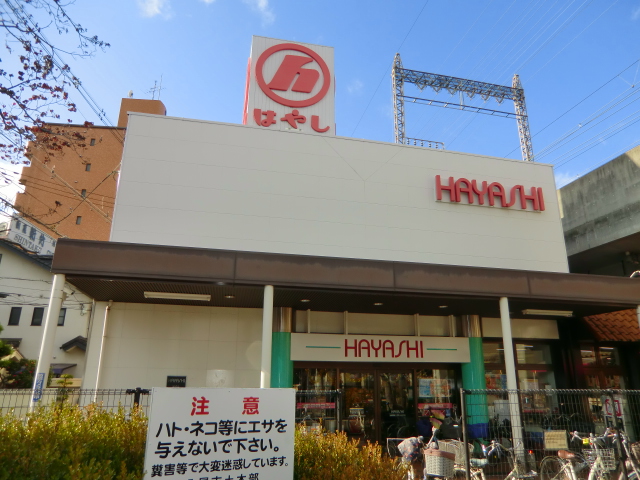 h
はやし
HAYASHI
HAYASHI
注意
ハト・ネコ等にエサを
与えないで下さい。
糞害等で大変迷惑しています。